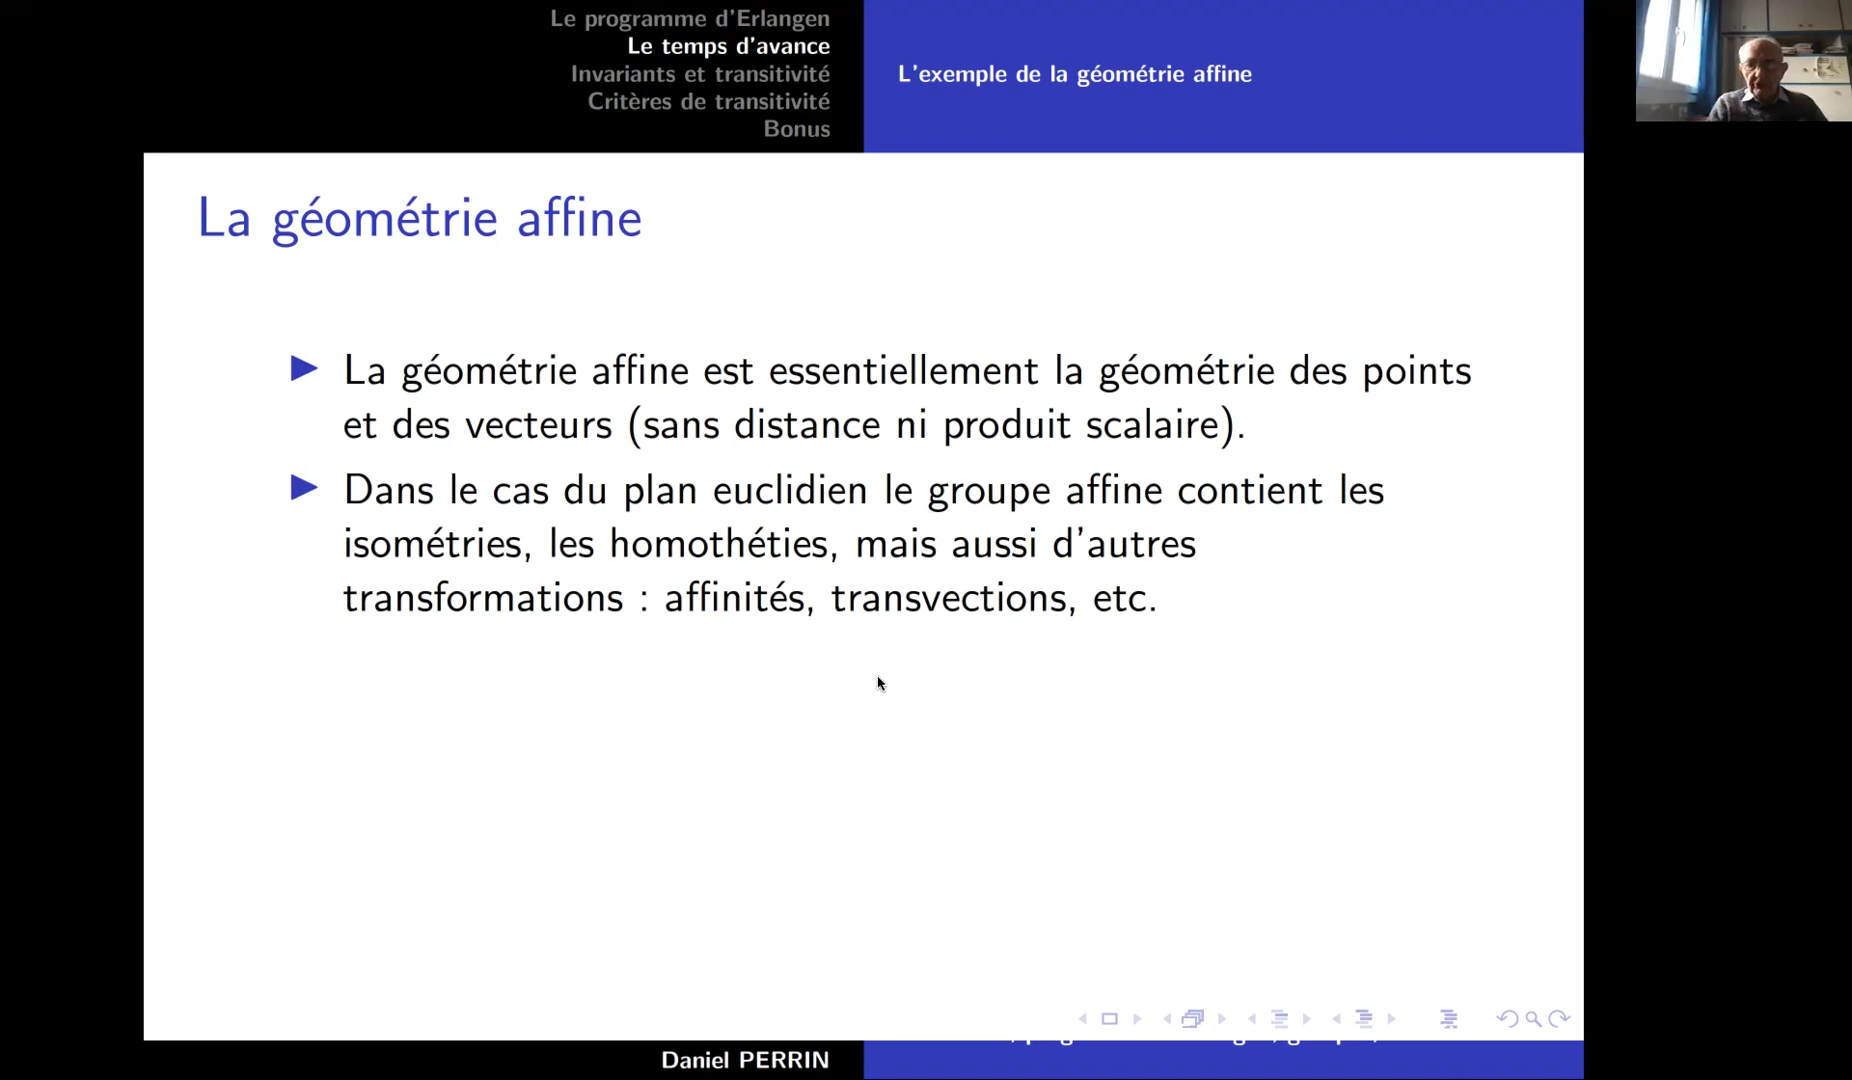 Le programme d'Erlangen
Le temps d'avance
Invariants et transitivité
Critères de transitivité
Bonus
L'exemple de la géométrie affine
La géométrie affine
La géométrie affine est essentiellement la géométrie des points
et des vecteurs (sans distance ni produit scalaire).
Dans le cas du plan euclidien le groupe affine contient les
isométries, les homothéties, mais aussi d'autres
transformations : affinités, transvections, etc.
Daniel PERRIN